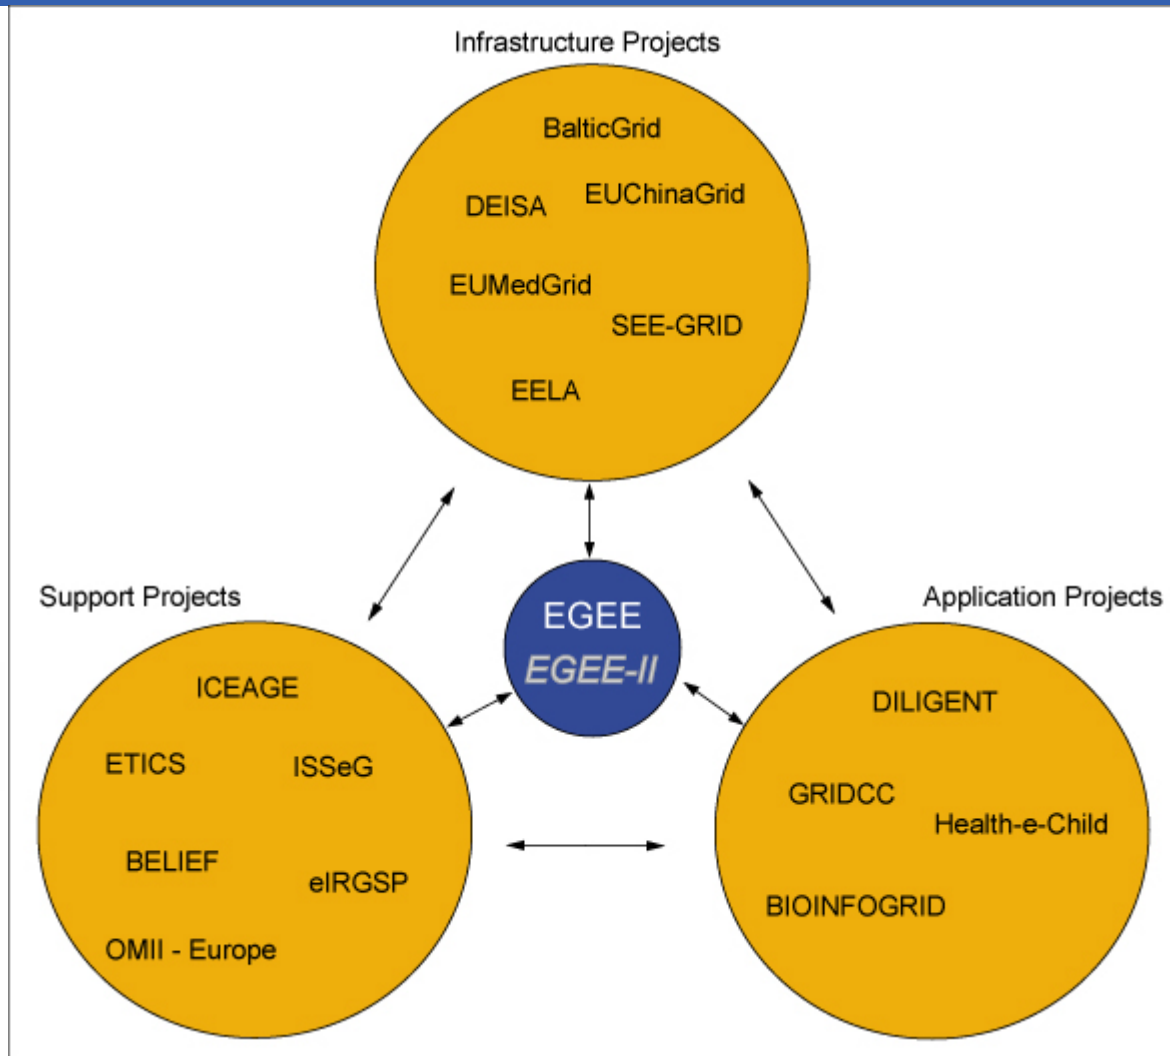 Infrastructure Projects
BalticGrid
EUChinaGrid
DEISA
EUMedGrid
SEE-GRID
EELA
EGEE
EGEE-II
Support Projects
ICEAGE
ETICS
ISSeG
BELIEF
eIRGSP
OMII - Europe
Application Projects
DILIGENT
GRIDCC
Health-e-Child
BIOINFOGRID